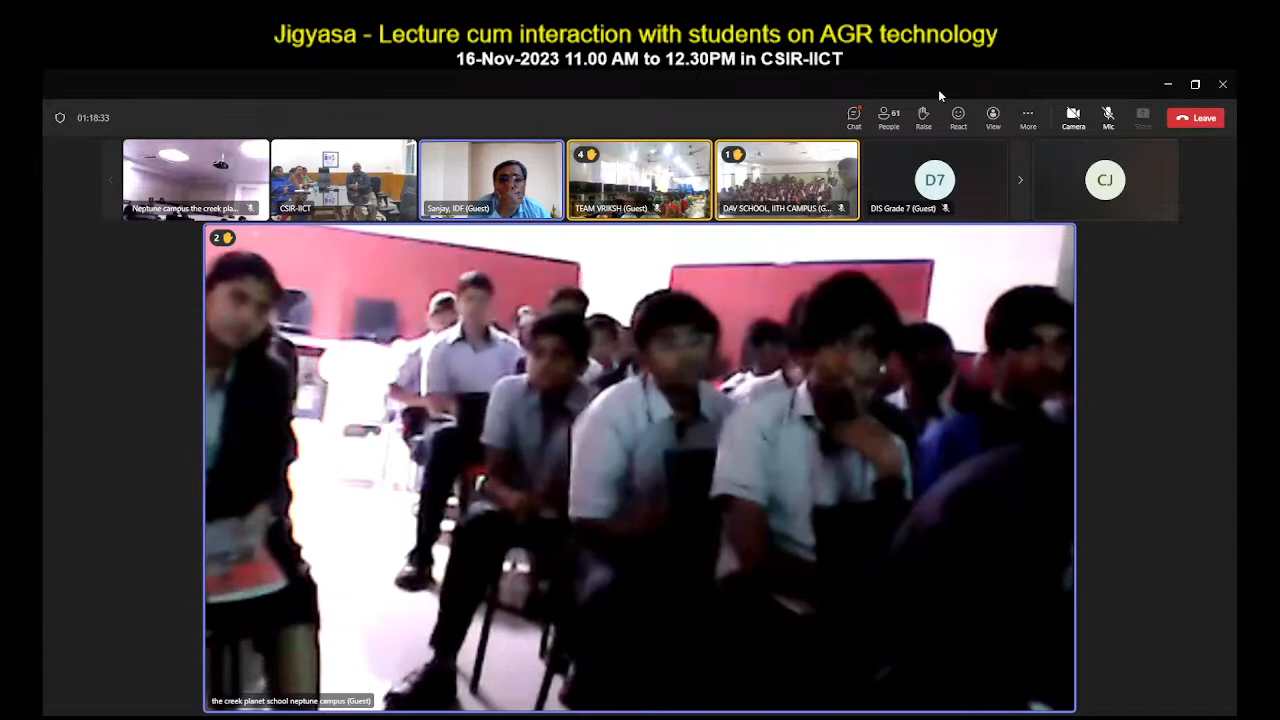 Jigyasa - Lecture cum interaction with students on AGR technology
16-Nov-2023 11.00 AM to 12.30PM in CSIR-IICT
01:18:33
Chat
61
People
Raise
React
View
More
Camera
Mic
Share
Leave
Neptune campus the creek pla...
CSIR-IICT
Sanjay, IDF (Guest)
4
TEAM VRIKSH (Guest)
1
DAV SCHOOL, IITH CAMPUS (G...
D7
DIS Grade 7 (Guest)
CJ
2
the creek planet school neptune campus (Guest)